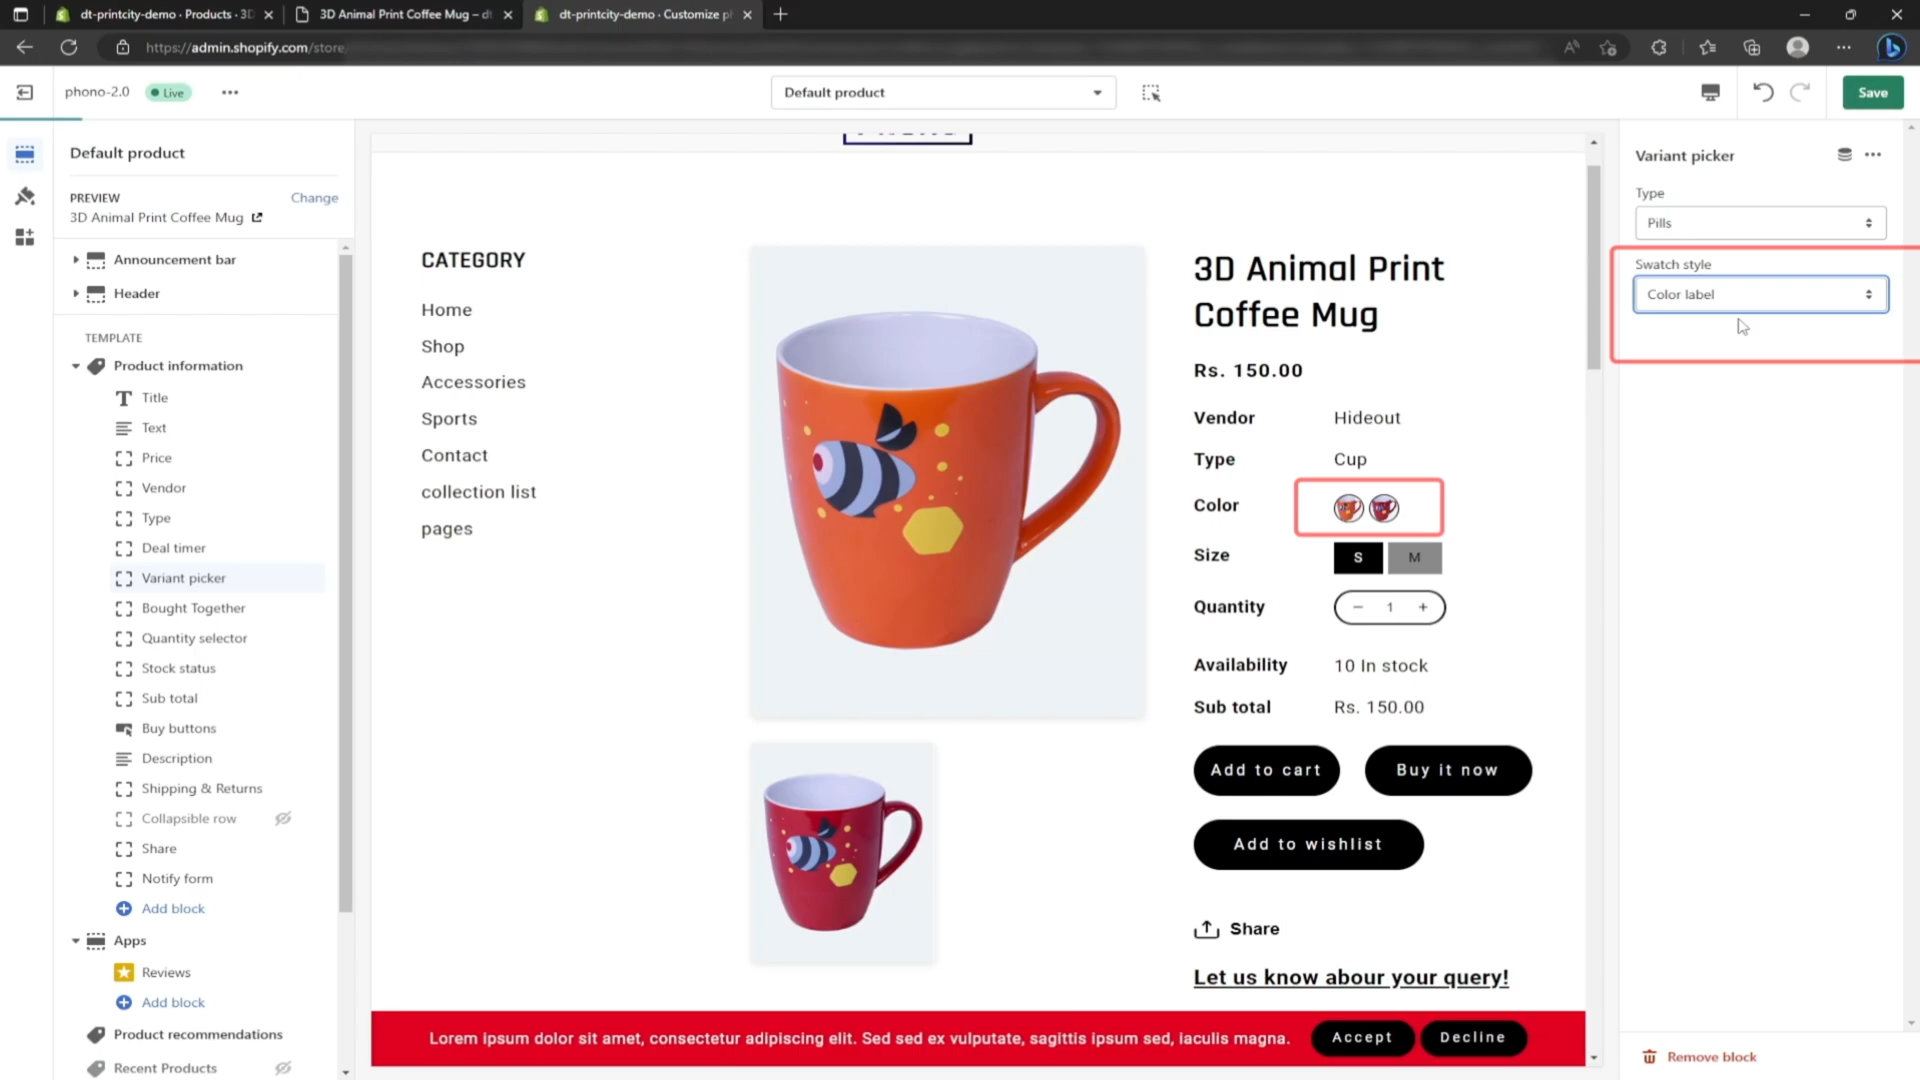 dt-printcity-demo · Products · 3D
3D Animal Print Coffee Mug – dt
dt-printcity-demo · Customize ph
https://admin.shopify.com/store
phono-2.0
Live
Default product
Save
Default product
PREVIEW
Change
3D Animal Print Coffee Mug
Announcement bar
Header
TEMPLATE
Product information
Title
Text
Price
Vendor
Type
Deal timer
Variant picker
Bought Together
Quantity selector
Stock status
Sub total
Buy buttons
Description
Shipping & Returns
Collapsible row
Share
Notify form
Add block
Apps
Reviews
Add block
Product recommendations
Recent Products
CATEGORY
Home
Shop
Accessories
Sports
Contact
collection list
pages
3D Animal Print
Coffee Mug
Rs. 150.00
Vendor Hideout
Type Cup
Color
Size S M
Quantity − 1 +
Availability 10 In stock
Sub total Rs. 150.00
Add to cart Buy it now
Add to wishlist
Share
Let us know abour your query!
Lorem ipsum dolor sit amet, consectetur adipiscing elit. Sed sed ex vulputate, sagittis ipsum sed, iaculis magna.
Accept Decline
Variant picker
Type
Pills
Swatch style
Color label
Remove block